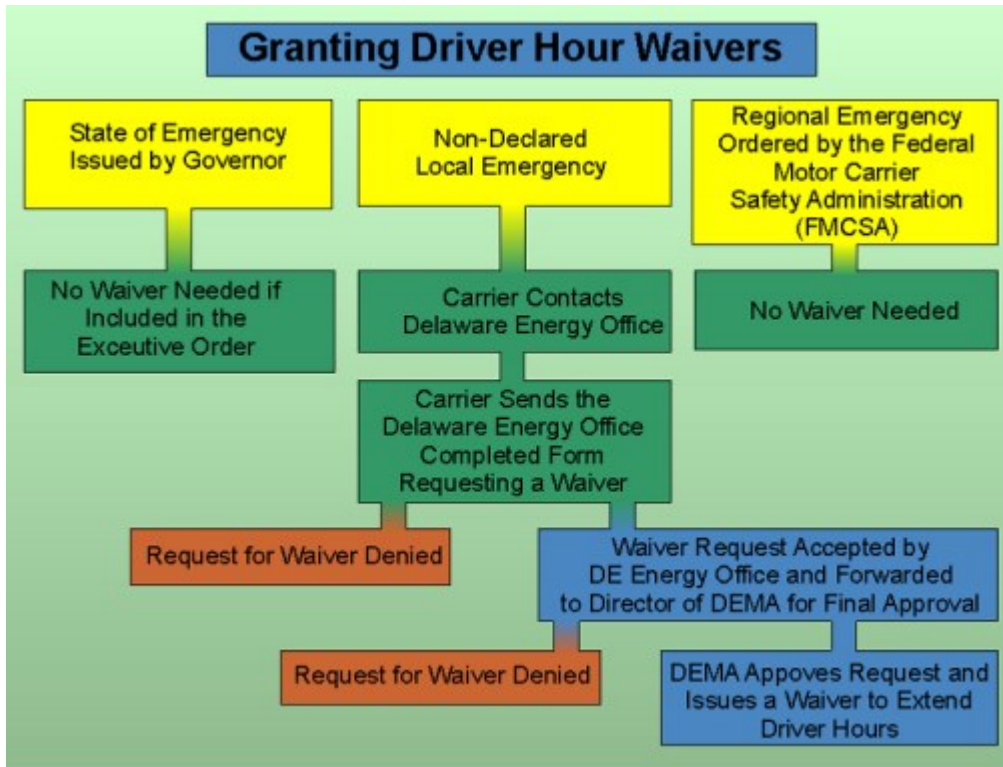 Granting Driver Hour Waivers
State of Emergency
Issued by Governor
Non-Declared
Local Emergency
Regional Emergency
Ordered by the Federal
Motor Carrier
Safety Administration
(FMCSA)
No Waiver Needed if
Included in the
Exceutive Order
Carrier Contacts
Delaware Energy Office
No Waiver Needed
Carrier Sends the
Delaware Energy Office
Completed Form
Requesting a Waiver
Request for Waiver Denied
Waiver Request Accepted by
DE Energy Office and Forwarded
to Director of DEMA for Final Approval
Request for Waiver Denied
DEMA Appoves Request and
Issues a Waiver to Extend
Driver Hours